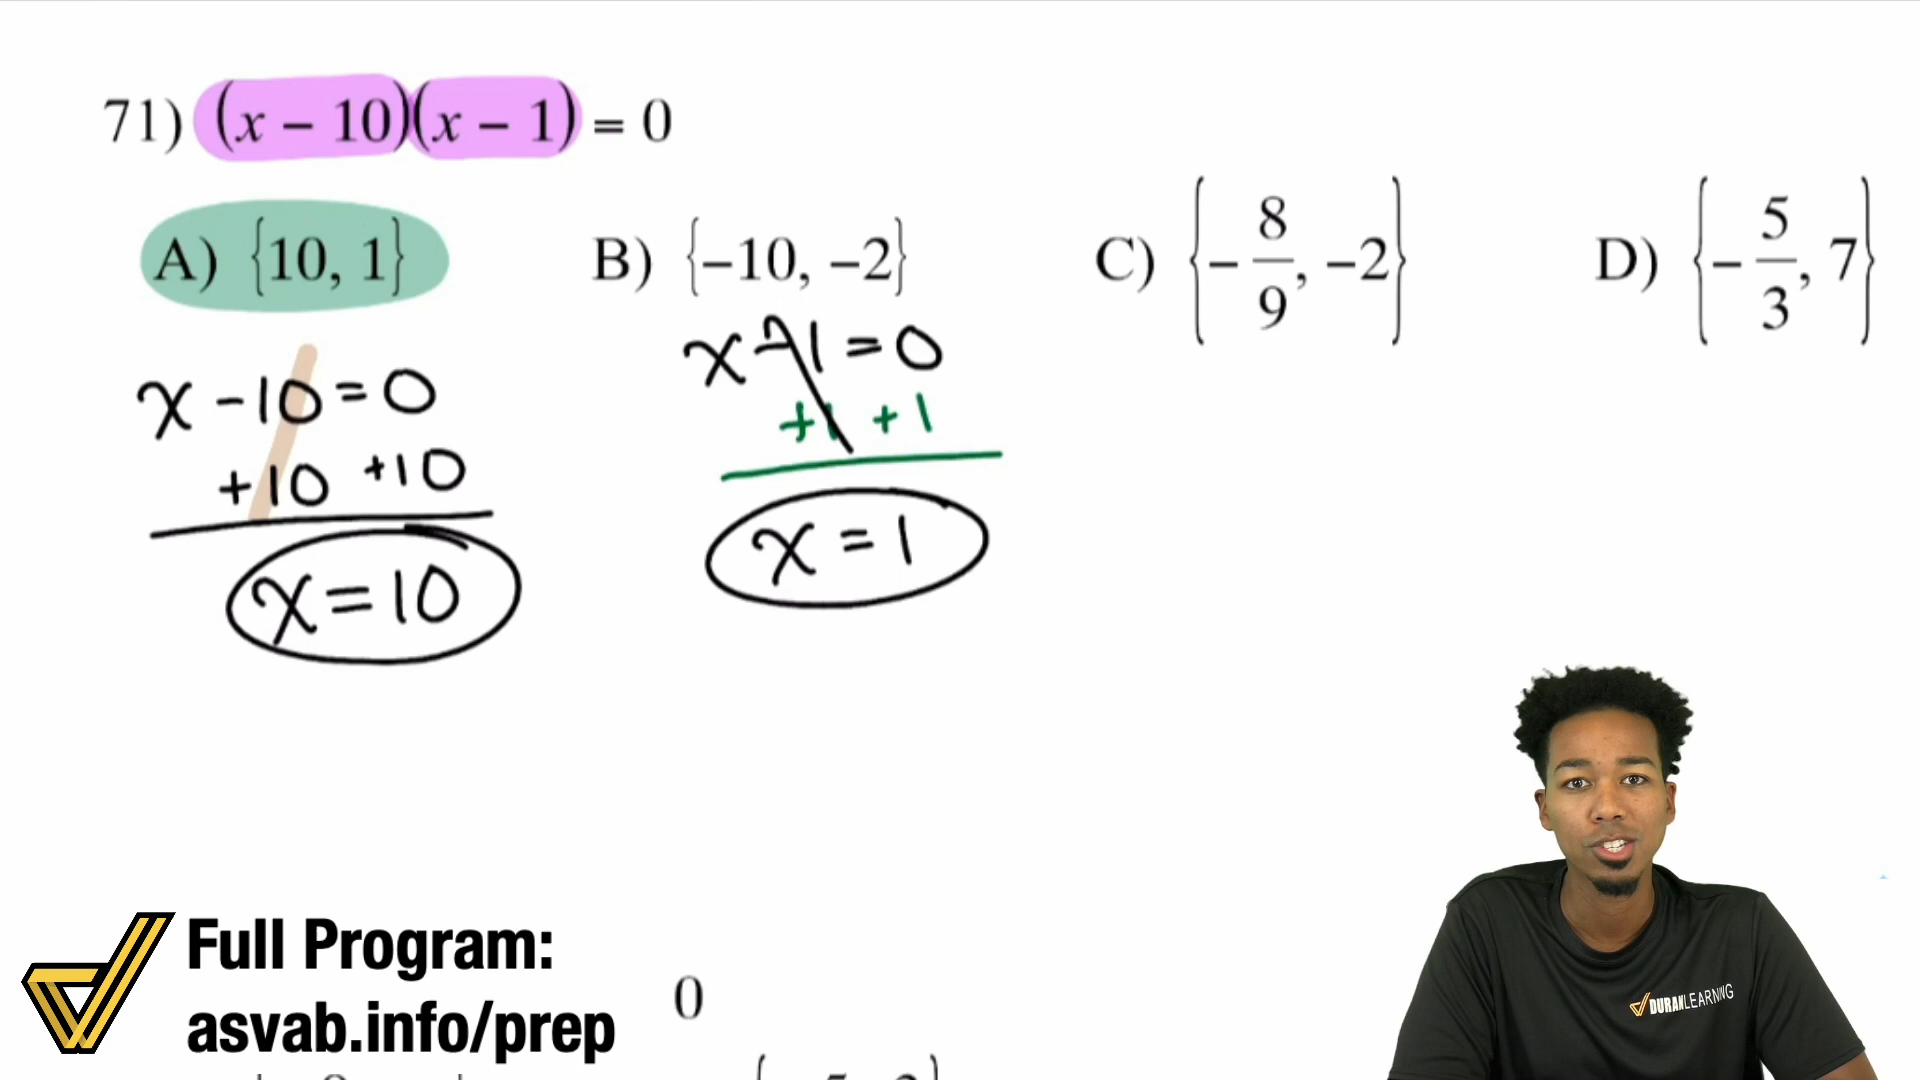 71) (x − 10)(x − 1) = 0
A) {10, 1} B) {−10, −2} C) {−8/9, −2} D) {−5/3, 7}
x − 10 = 0
+10 +10
x = 10
x − 1 = 0
+1 +1
x = 1
Full Program:
asvab.info/prep
0
DURANLEARNING